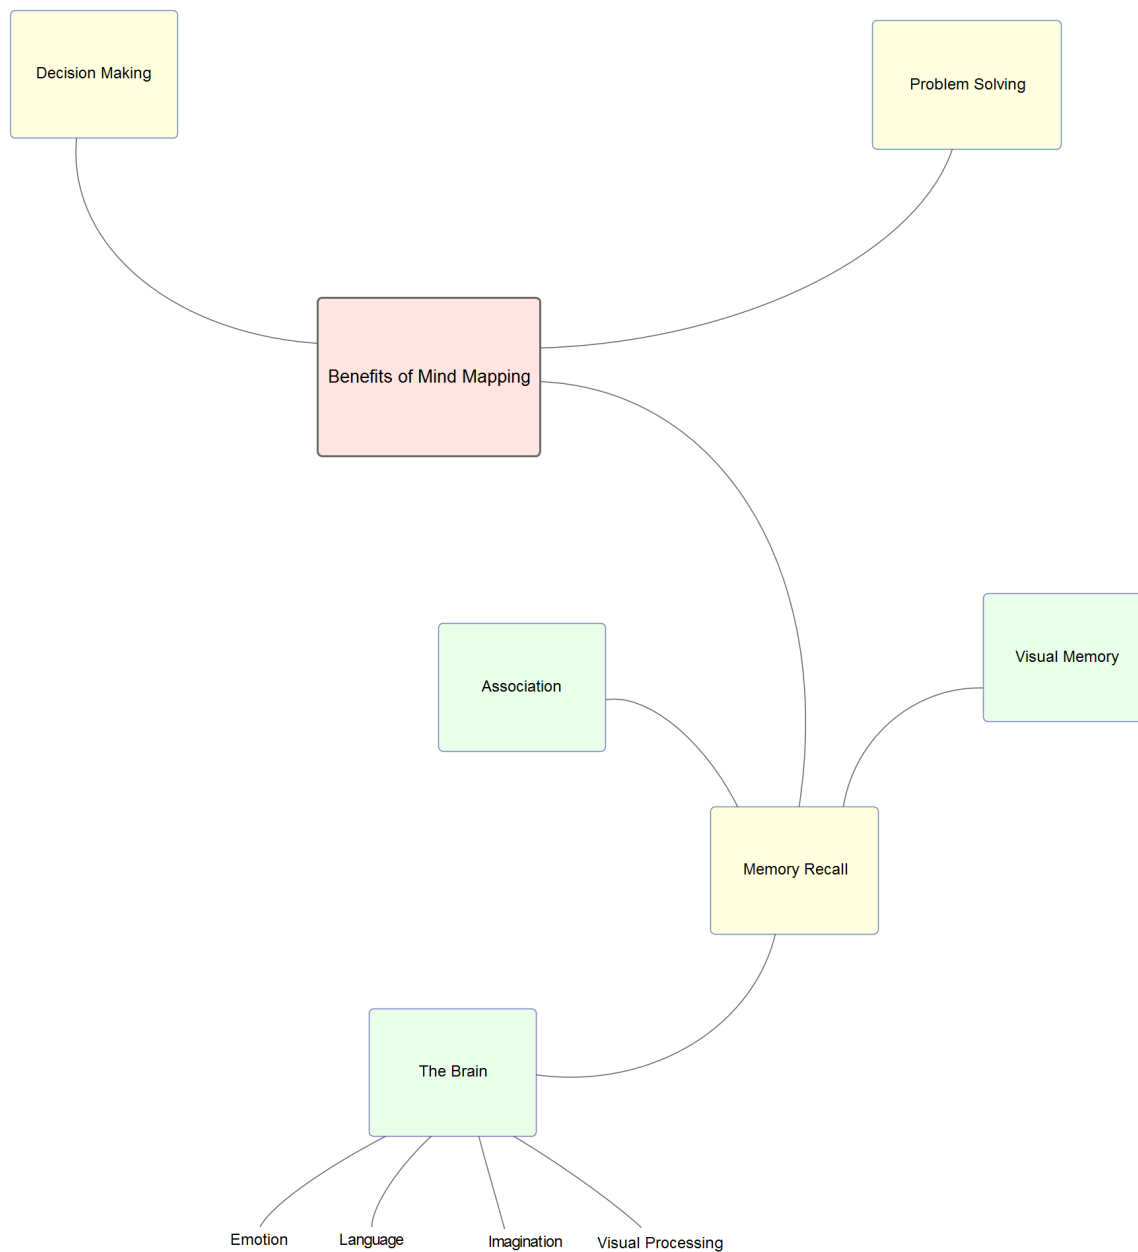 Decision Making
Problem Solving
Benefits of Mind Mapping
Association
Visual Memory
Memory Recall
The Brain
Emotion
Language
Imagination
Visual Processing